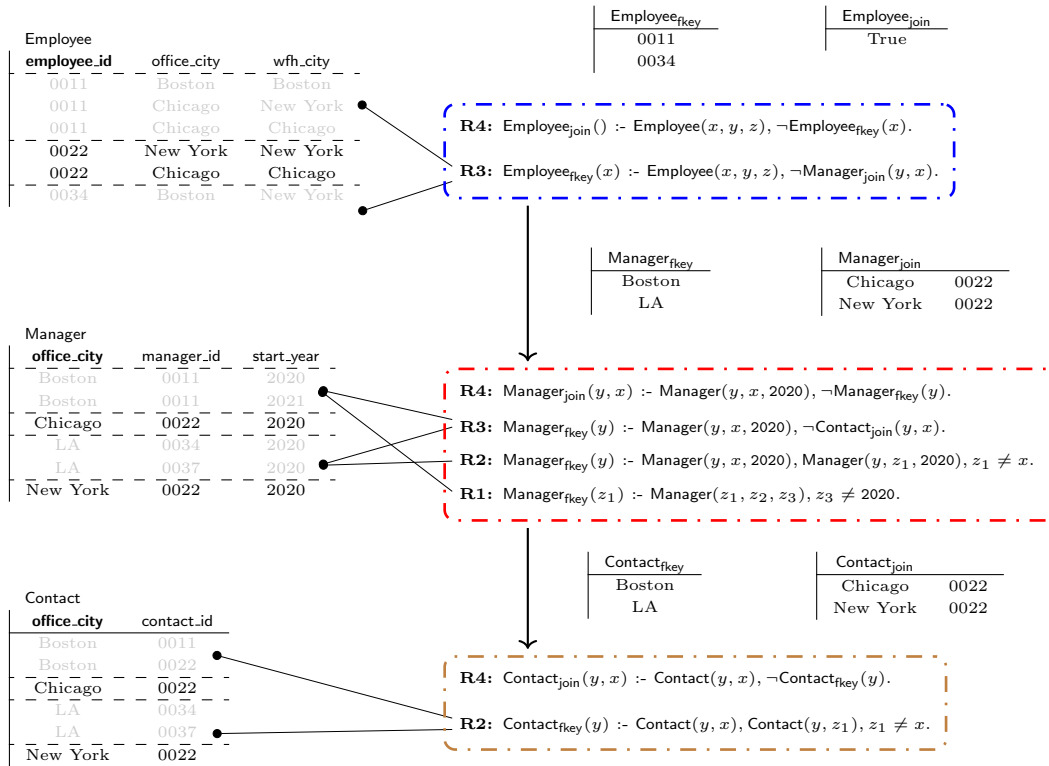 Employee_fkey
0011
0034
Employee_join
True
Employee
employee_id office_city wfh_city
0011 Boston Boston
0011 Chicago New York
0011 Chicago Chicago
0022 New York New York
0022 Chicago Chicago
0034 Boston New York
R4: Employee_join() :- Employee(x, y, z), ¬Employee_fkey(x).
R3: Employee_fkey(x) :- Employee(x, y, z), ¬Manager_join(y, x).
Manager_fkey
Boston
LA
Manager_join
Chicago 0022
New York 0022
Manager
office_city manager_id start_year
Boston 0011 2020
Boston 0011 2021
Chicago 0022 2020
LA 0034 2020
LA 0037 2020
New York 0022 2020
R4: Manager_join(y, x) :- Manager(y, x, 2020), ¬Manager_fkey(y).
R3: Manager_fkey(y) :- Manager(y, x, 2020), ¬Contact_join(y, x).
R2: Manager_fkey(y) :- Manager(y, x, 2020), Manager(y, z₁, 2020), z₁ ≠ x.
R1: Manager_fkey(z₁) :- Manager(z₁, z₂, z₃), z₃ ≠ 2020.
Contact_fkey
Boston
LA
Contact_join
Chicago 0022
New York 0022
Contact
office_city contact_id
Boston 0011
Boston 0022
Chicago 0022
LA 0034
LA 0037
New York 0022
R4: Contact_join(y, x) :- Contact(y, x), ¬Contact_fkey(y).
R2: Contact_fkey(y) :- Contact(y, x), Contact(y, z₁), z₁ ≠ x.